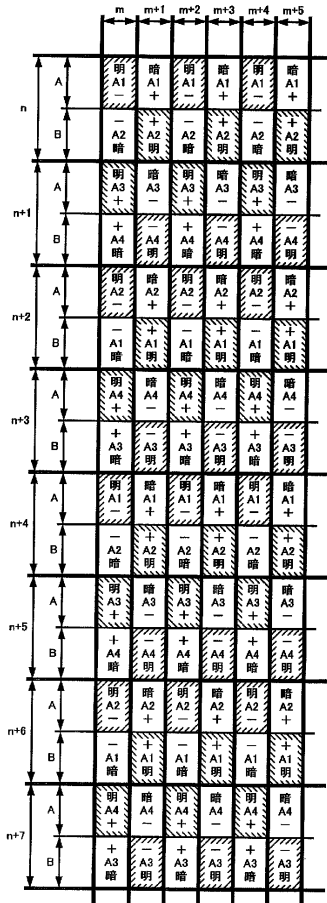 m m+1 m+2 m+3 m+4 m+5
n
A
明 暗 明 暗 明 暗
A1 A1 A1 A1 A1 A1
− + − + − +
B
− + − + − +
A2 A2 A2 A2 A2 A2
暗 明 暗 明 暗 明
n+1
A
明 暗 明 暗 明 暗
A3 A3 A3 A3 A3 A3
+ − + − + −
B
+ − + − + −
A4 A4 A4 A4 A4 A4
暗 明 暗 明 暗 明
n+2
A
明 暗 明 暗 明 暗
A2 A2 A2 A2 A2 A2
− + − + − +
B
− + − + − +
A1 A1 A1 A1 A1 A1
暗 明 暗 明 暗 明
n+3
A
明 暗 明 暗 明 暗
A4 A4 A4 A4 A4 A4
+ − + − + −
B
+ − + − + −
A3 A3 A3 A3 A3 A3
暗 明 暗 明 暗 明
n+4
A
明 暗 明 暗 明 暗
A1 A1 A1 A1 A1 A1
− + − + − +
B
− + − + − +
A2 A2 A2 A2 A2 A2
暗 明 暗 明 暗 明
n+5
A
明 暗 明 暗 明 暗
A3 A3 A3 A3 A3 A3
+ − + − + −
B
+ − + − + −
A4 A4 A4 A4 A4 A4
暗 明 暗 明 暗 明
n+6
A
明 暗 明 暗 明 暗
A2 A2 A2 A2 A2 A2
− + − + − +
B
− + − + − +
A1 A1 A1 A1 A1 A1
暗 明 暗 明 暗 明
n+7
A
明 暗 明 暗 明 暗
A4 A4 A4 A4 A4 A4
+ − + − + −
B
+ − + − + −
A3 A3 A3 A3 A3 A3
暗 明 暗 明 暗 明